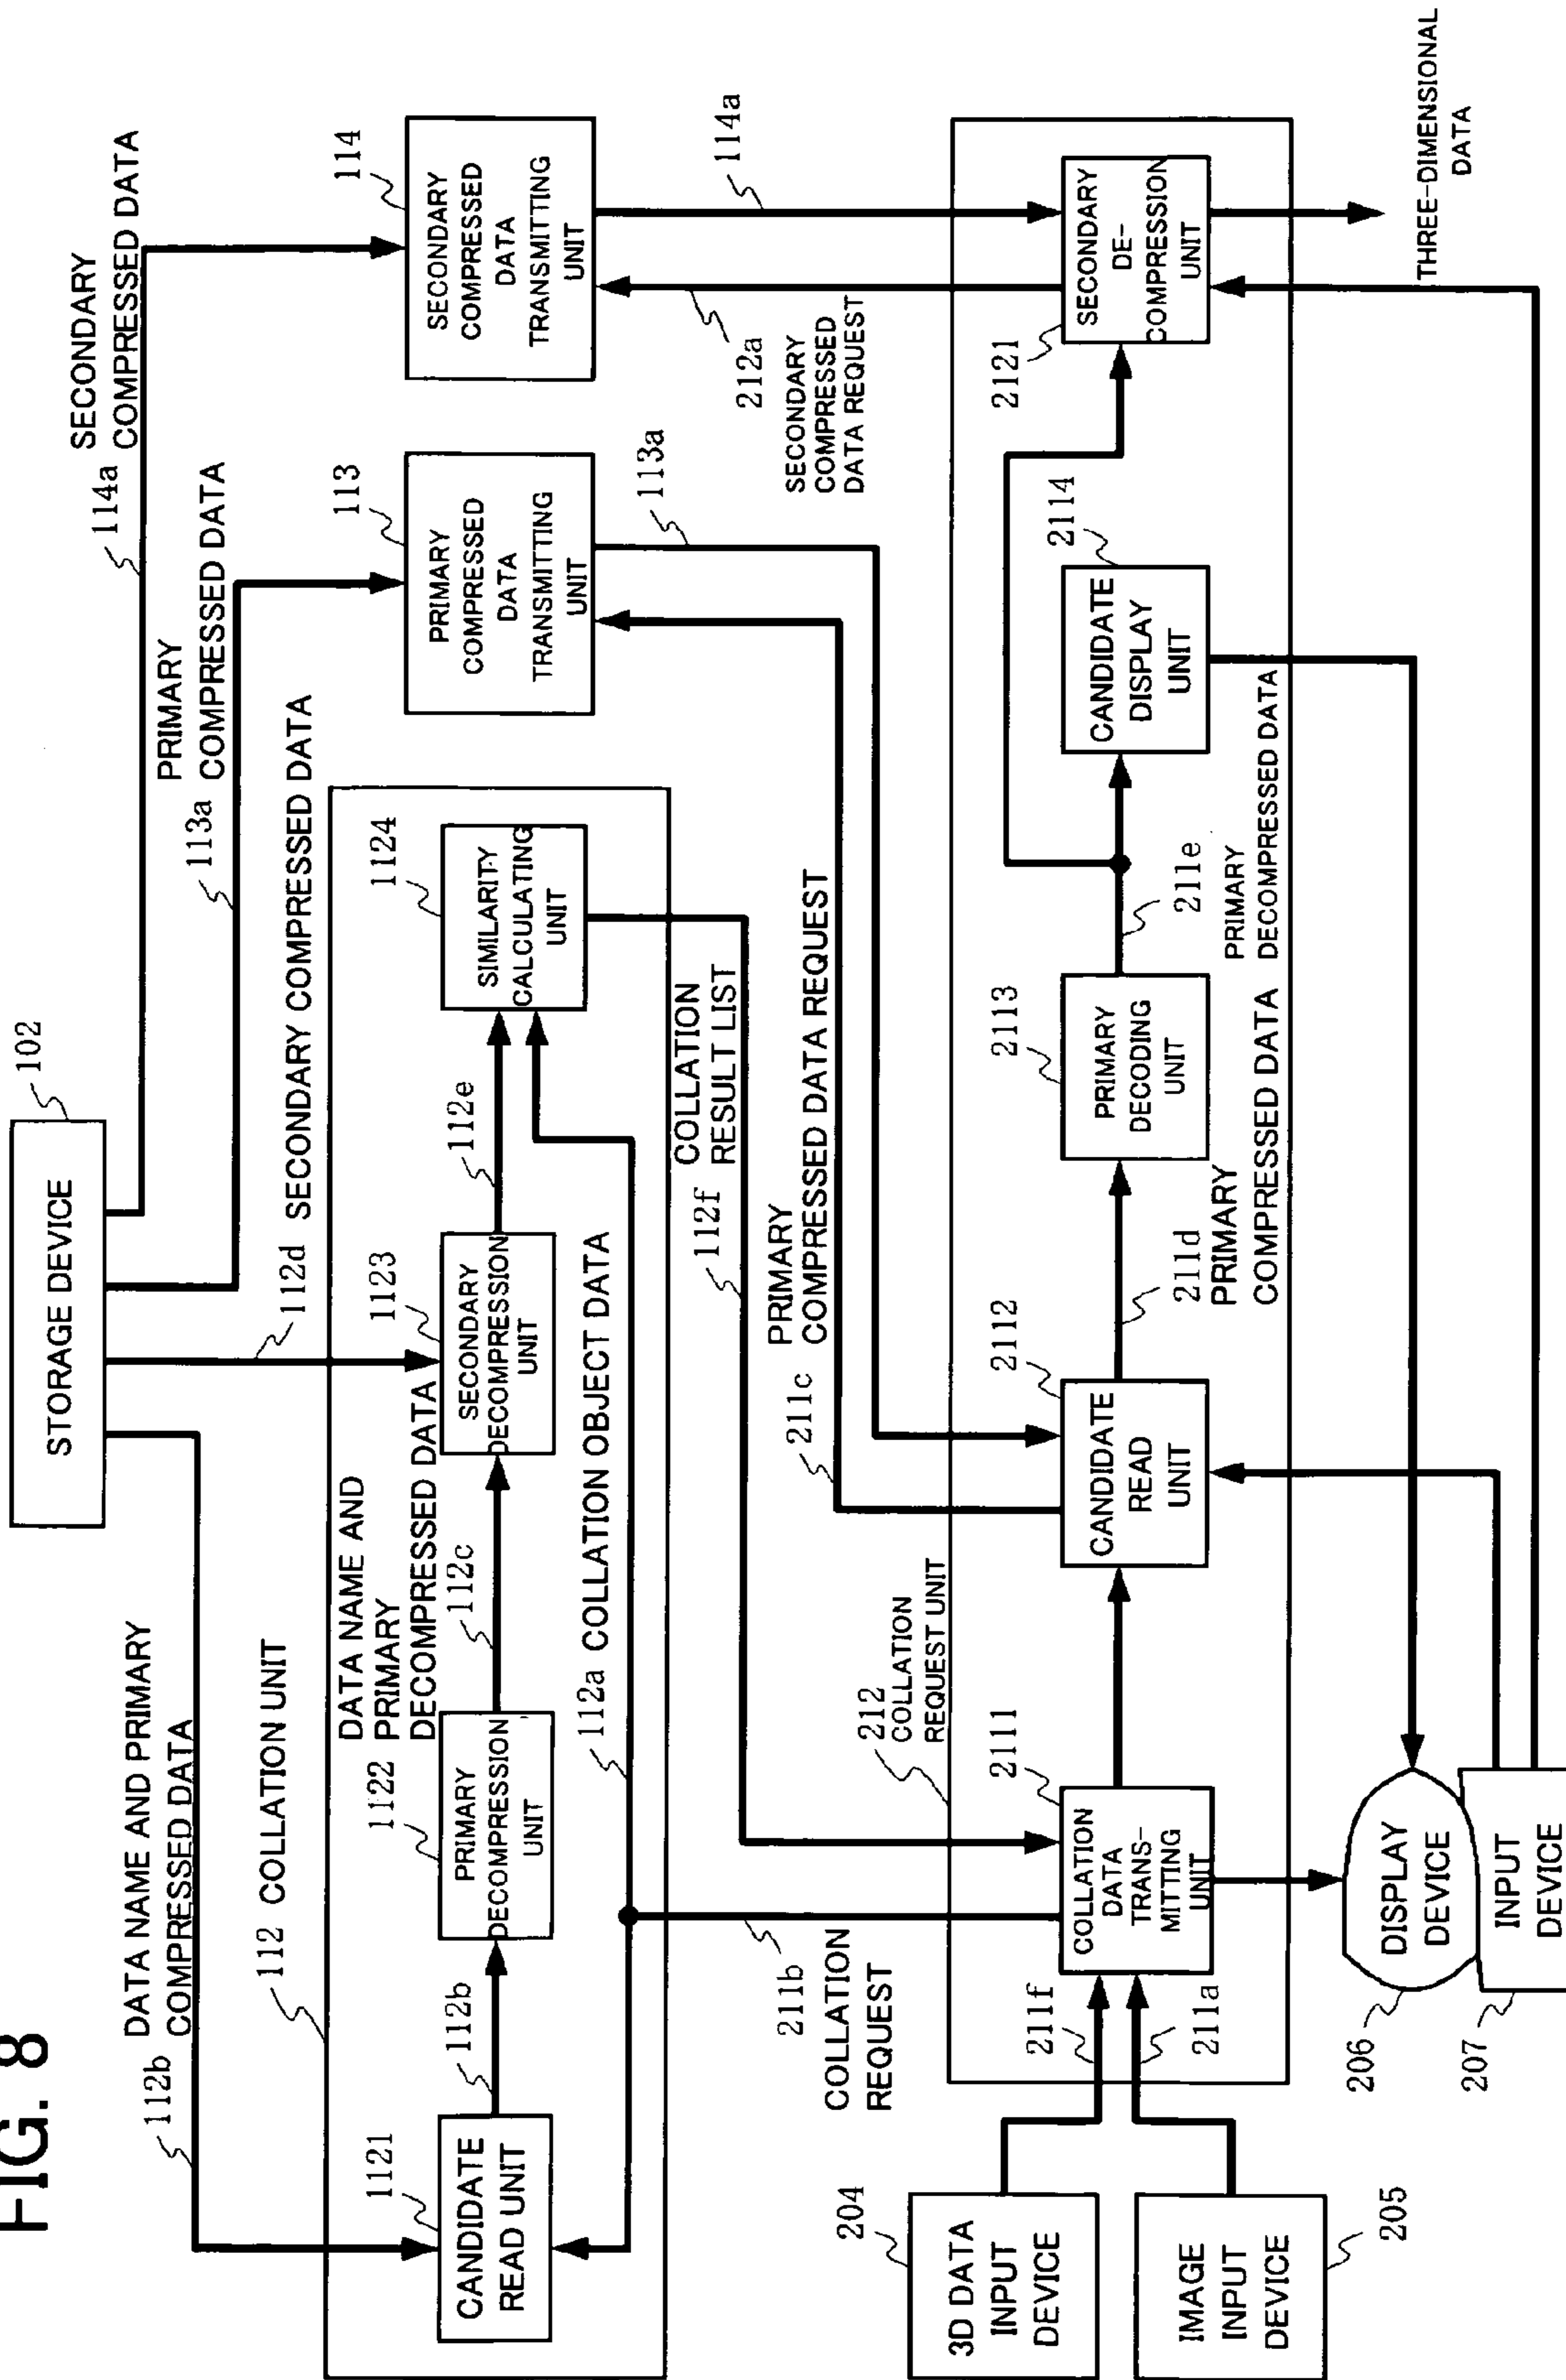 FIG. 8
STORAGE DEVICE
102
DATA NAME AND PRIMARY
COMPRESSED DATA
112b
112d SECONDARY COMPRESSED DATA
PRIMARY
COMPRESSED DATA
113a
SECONDARY
COMPRESSED DATA
114a
112 COLLATION UNIT
1121
CANDIDATE
READ UNIT
112b
1122
PRIMARY
DECOMPRESSION
UNIT
DATA NAME AND
PRIMARY
DECOMPRESSED DATA
112c
1123
SECONDARY
DECOMPRESSION
UNIT
112e
1124
SIMILARITY
CALCULATING
UNIT
112a COLLATION OBJECT DATA
113
PRIMARY
COMPRESSED
DATA
TRANSMITTING
UNIT
114
SECONDARY
COMPRESSED
DATA
TRANSMITTING
UNIT
COLLATION
RESULT LIST
112f
PRIMARY
COMPRESSED DATA REQUEST
211c
113a
SECONDARY
COMPRESSED
DATA REQUEST
212a
114a
COLLATION
REQUEST
211b
212
COLLATION
REQUEST UNIT
204
3D DATA
INPUT
DEVICE
IMAGE
INPUT
DEVICE
205
211f
211a
2111
COLLATION
DATA
TRANS-
MITTING
UNIT
2112
CANDIDATE
READ
UNIT
211d
PRIMARY
COMPRESSED DATA
2113
PRIMARY
DECODING
UNIT
211e
PRIMARY
DECOMPRESSED DATA
2114
CANDIDATE
DISPLAY
UNIT
2121
SECONDARY
DE-
COMPRESSION
UNIT
206
DISPLAY
DEVICE
207
INPUT
DEVICE
THREE-DIMENSIONAL
DATA